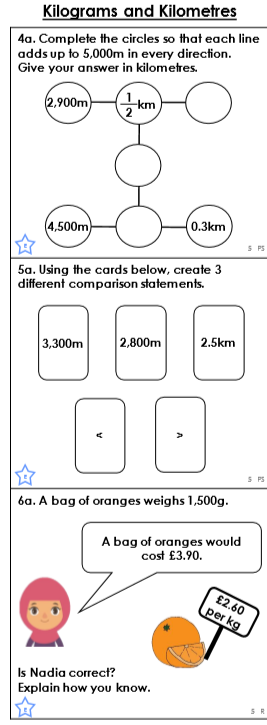 Kilograms and Kilometres
4a. Complete the circles so that each line
adds up to 5,000m in every direction.
Give your answer in kilometres.
2,900m
1/2 km
4,500m
0.3km
S PS
5a. Using the cards below, create 3
different comparison statements.
3,300m
2,800m
2.5km
<
>
S PS
6a. A bag of oranges weighs 1,500g.
A bag of oranges would
cost £3.90.
£2.60
per kg
Is Nadia correct?
Explain how you know.
S R